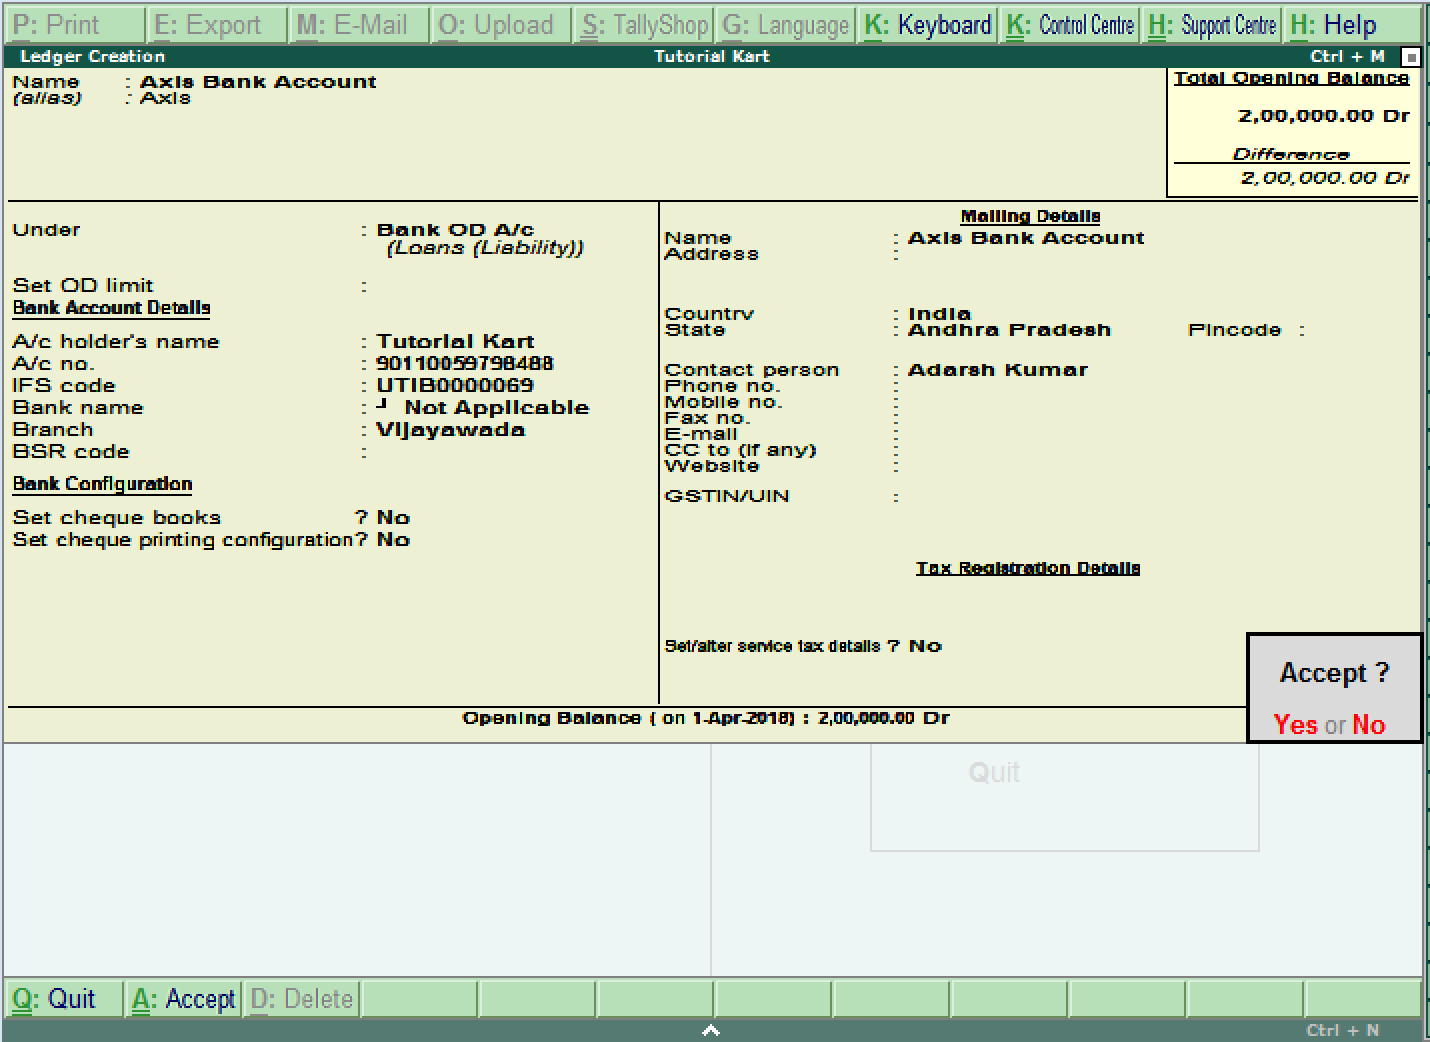 P: Print E: Export M: E-Mail O: Upload S: TallyShop G: Language K: Keyboard K: Control Centre H: Support Centre H: Help
Ledger Creation Tutorial Kart Ctrl + M
Name : Axis Bank Account
(alias) : Axis
Total Opening Balance
2,00,000.00 Dr
Difference
2,00,000.00 Dr
Under : Bank OD A/c
(Loans (Liability))
Set OD limit :
Bank Account Details
A/c holder's name : Tutorial Kart
A/c no. : 90110059798488
IFS code : UTIB0000069
Bank name : ┘ Not Applicable
Branch : Vijayawada
BSR code :
Bank Configuration
Set cheque books ? No
Set cheque printing configuration ? No
Mailing Details
Name : Axis Bank Account
Address :
Country : India
State : Andhra Pradesh Pincode :
Contact person : Adarsh Kumar
Phone no. :
Mobile no. :
Fax no. :
E-mail :
CC to (if any) :
Website :
GSTIN/UIN :
Tax Registration Details
Set/alter service tax details ? No
Accept ?
Yes or No
Opening Balance ( on 1-Apr-2018) : 2,00,000.00 Dr
Quit
Q: Quit A: Accept D: Delete
Ctrl + N